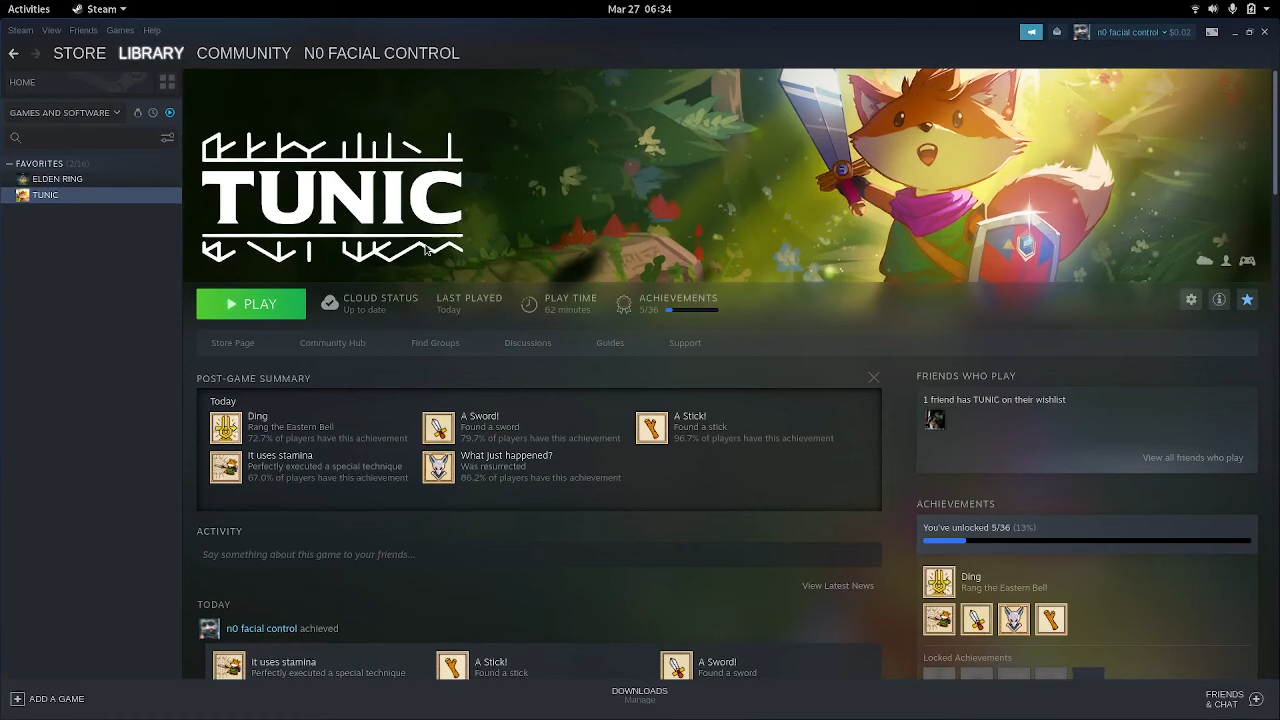 Activities
Steam
Mar 27 06:34
Steam View Friends Games Help
n0 facial control $0.02
STORE LIBRARY COMMUNITY N0 FACIAL CONTROL
HOME
GAMES AND SOFTWARE
FAVORITES (2/16)
ELDEN RING
TUNIC
TUNIC
PLAY
CLOUD STATUS
Up to date
LAST PLAYED
Today
PLAY TIME
62 minutes
ACHIEVEMENTS
5/36
Store Page Community Hub Find Groups Discussions Guides Support
POST-GAME SUMMARY
Today
Ding
Rang the Eastern Bell
72.7% of players have this achievement
A Sword!
Found a sword
79.7% of players have this achievement
A Stick!
Found a stick
96.7% of players have this achievement
It uses stamina
Perfectly executed a special technique
67.0% of players have this achievement
What just happened?
Was resurrected
86.2% of players have this achievement
ACTIVITY
Say something about this game to your friends...
View Latest News
TODAY
n0 facial control achieved
It uses stamina
Perfectly executed a special technique
A Stick!
Found a stick
A Sword!
Found a sword
FRIENDS WHO PLAY
1 friend has TUNIC on their wishlist
View all friends who play
ACHIEVEMENTS
You've unlocked 5/36 (13%)
Ding
Rang the Eastern Bell
Locked Achievements
ADD A GAME
DOWNLOADS
Manage
FRIENDS
& CHAT